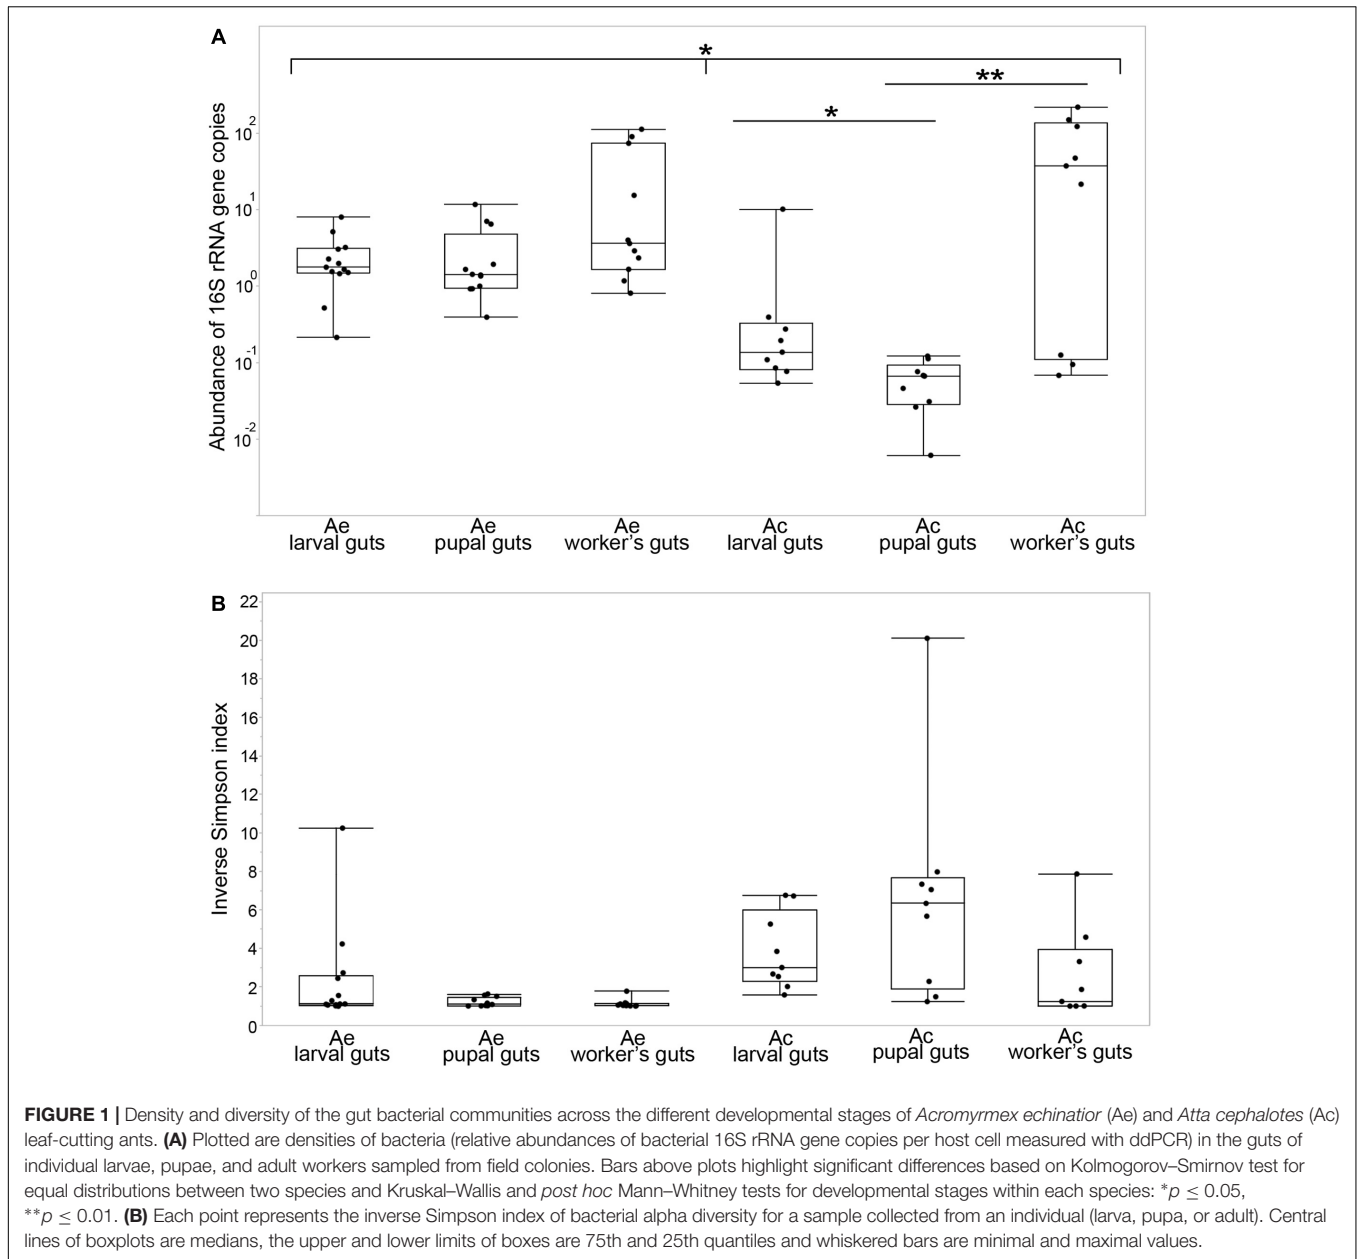 A
*
**
*
Abundance of 16S rRNA gene copies
10 2
10 1
10 0
10 -1
10 -2
Ae Ae Ae Ac Ac Ac
larval guts pupal guts worker's guts larval guts pupal guts worker's guts
B
Inverse Simpson index
22
20
18
16
14
12
10
8
6
4
2
0
Ae Ae Ae Ac Ac Ac
larval guts pupal guts worker's guts larval guts pupal guts worker's guts
FIGURE 1 | Density and diversity of the gut bacterial communities across the different developmental stages of Acromyrmex echinatior (Ae) and Atta cephalotes (Ac)
leaf-cutting ants. (A) Plotted are densities of bacteria (relative abundances of bacterial 16S rRNA gene copies per host cell measured with ddPCR) in the guts of
individual larvae, pupae, and adult workers sampled from field colonies. Bars above plots highlight significant differences based on Kolmogorov–Smirnov test for
equal distributions between two species and Kruskal–Wallis and post hoc Mann–Whitney tests for developmental stages within each species: *p ≤ 0.05,
**p ≤ 0.01. (B) Each point represents the inverse Simpson index of bacterial alpha diversity for a sample collected from an individual (larva, pupa, or adult). Central
lines of boxplots are medians, the upper and lower limits of boxes are 75th and 25th quantiles and whiskered bars are minimal and maximal values.